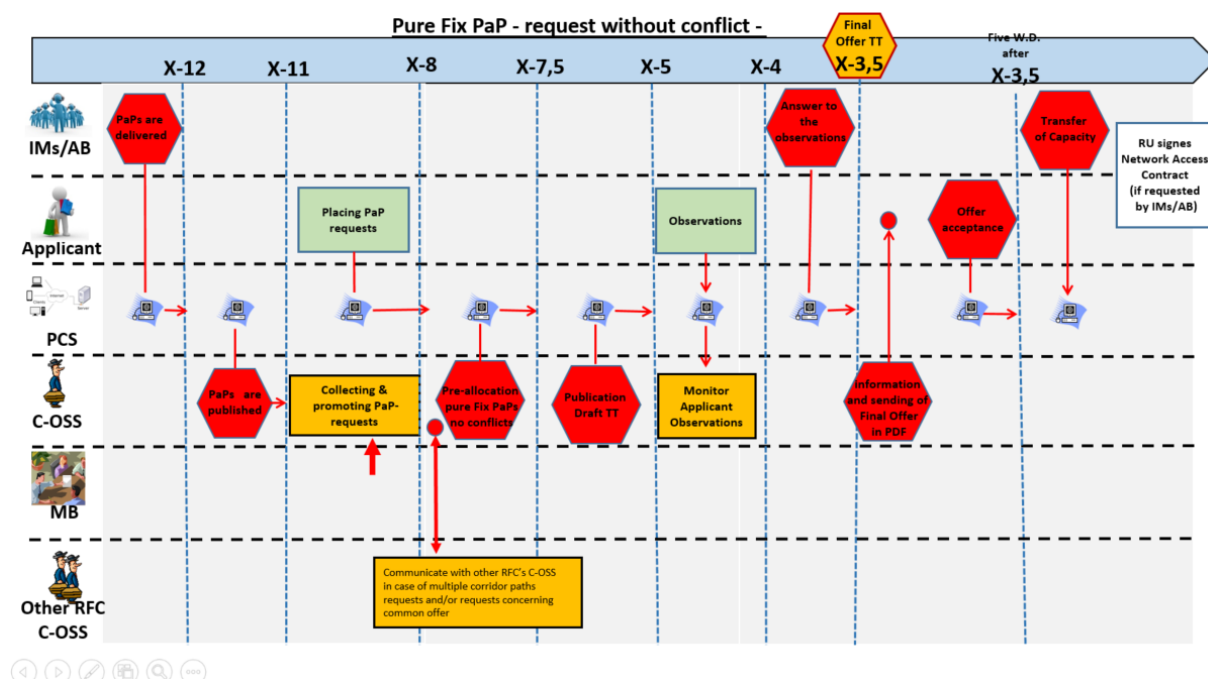 Pure Fix PaP - request without conflict -
Final
Offer TT
X-3,5
Five W.D.
after
X-3,5
X-12
X-11
X-8
X-7,5
X-5
X-4
IMs/AB
PaPs are
delivered
Answer to
the
observations
Transfer
of Capacity
RU signes
Network Access
Contract
(if requested
by IMs/AB)
Applicant
Placing PaP
requests
Observations
Offer
acceptance
PCS
C-OSS
PaPs are
published
Collecting &
promoting PaP-
requests
Pre-allocation
pure Fix PaPs
no conflicts
Publication
Draft TT
Monitor
Applicant
Observations
Information
and sending of
Final Offer
in PDF
MB
Other RFC
C-OSS
Communicate with other RFC's C-OSS
in case of multiple corridor paths
requests and/or requests concerning
common offer